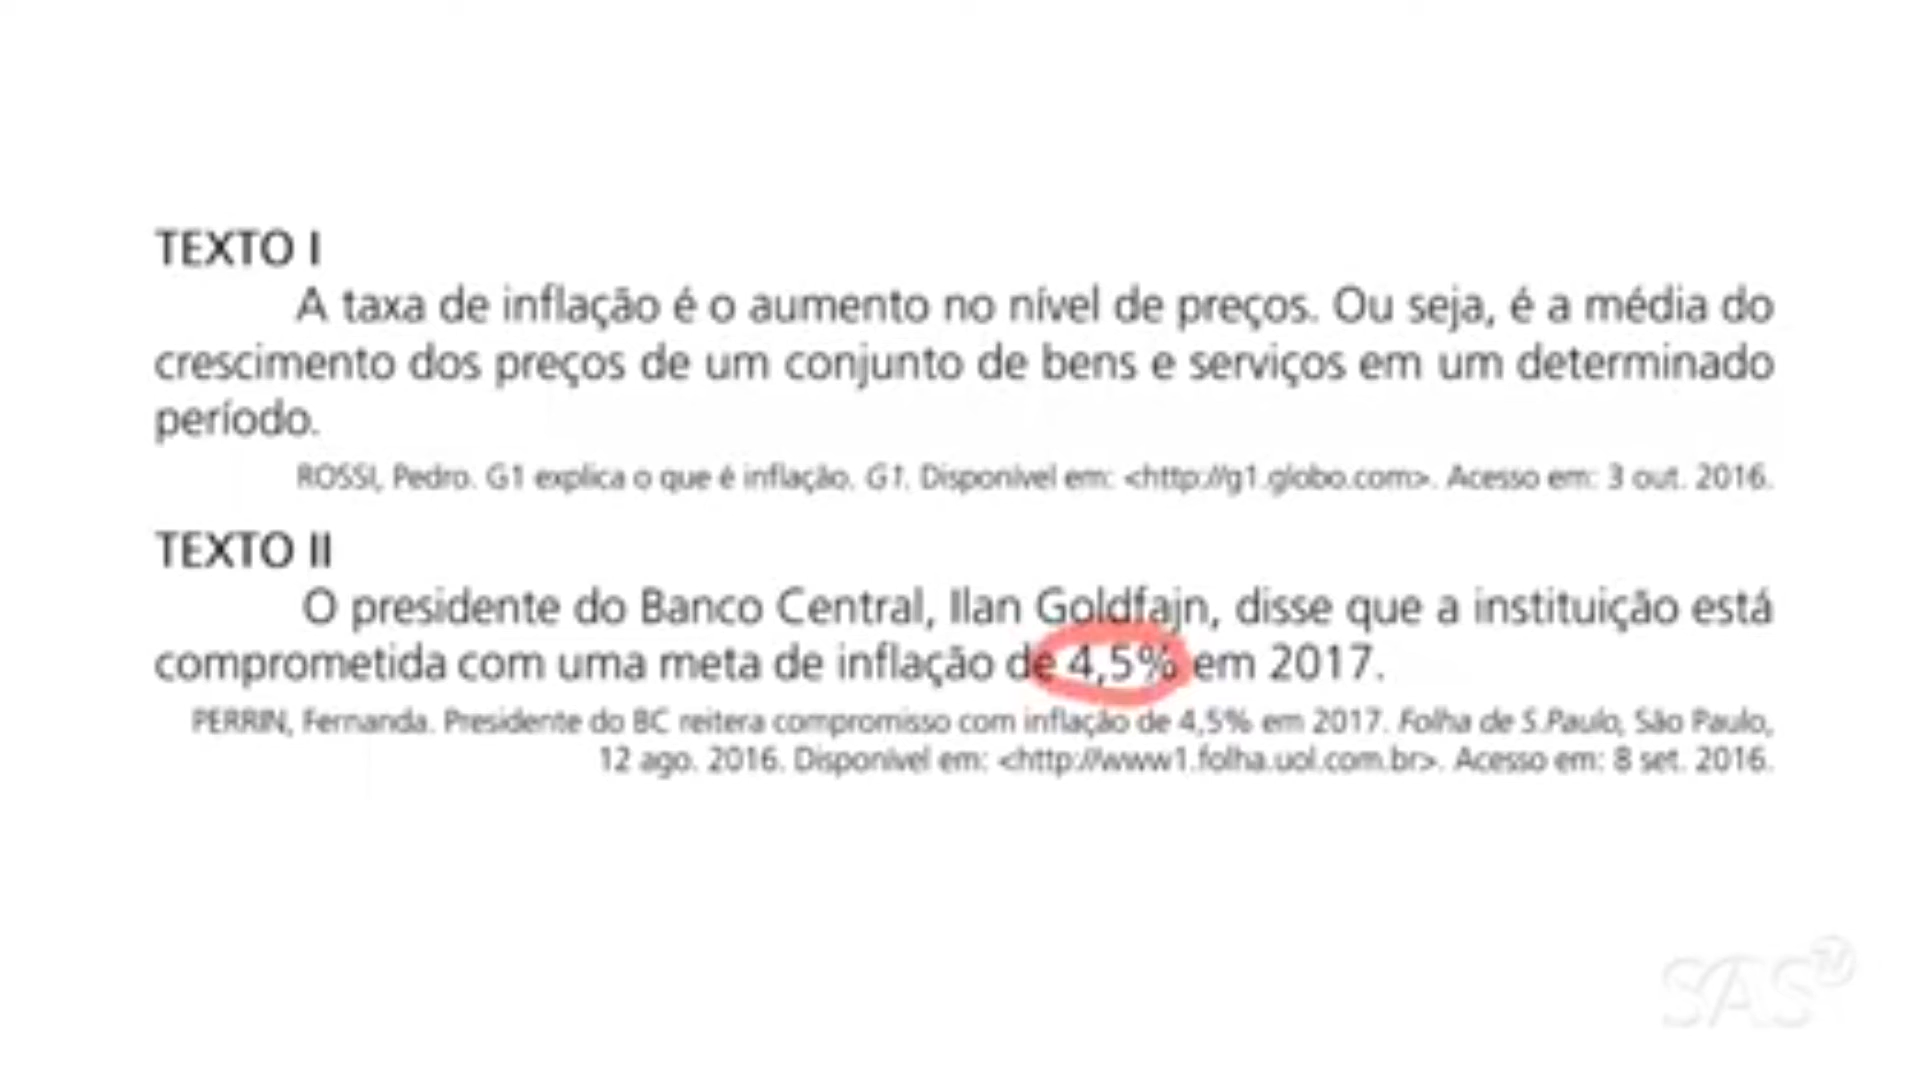 TEXTO I
A taxa de inflação é o aumento no nível de preços. Ou seja, é a média do
crescimento dos preços de um conjunto de bens e serviços em um determinado
período.
ROSSI, Pedro. G1 explica o que é inflação. G1. Disponível em: <http://g1.globo.com>. Acesso em: 3 out. 2016.
TEXTO II
O presidente do Banco Central, Ilan Goldfajn, disse que a instituição está
comprometida com uma meta de inflação de 4,5% em 2017.
PERRIN, Fernanda. Presidente do BC reitera compromisso com inflação de 4,5% em 2017. Folha de S.Paulo, São Paulo,
12 ago. 2016. Disponível em: <http://www1.folha.uol.com.br>. Acesso em: 8 set. 2016.
SAS TV